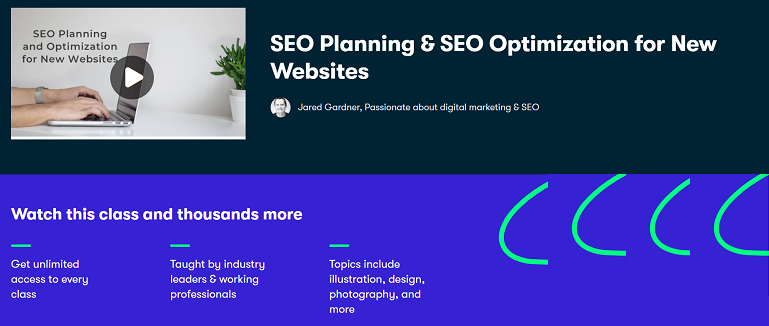 SEO Planning
and Optimization
for New Websites
SEO Planning & SEO Optimization for New
Websites
Jared Gardner, Passionate about digital marketing & SEO
Watch this class and thousands more
Get unlimited
access to every
class
Taught by industry
leaders & working
professionals
Topics include
illustration, design,
photography, and
more